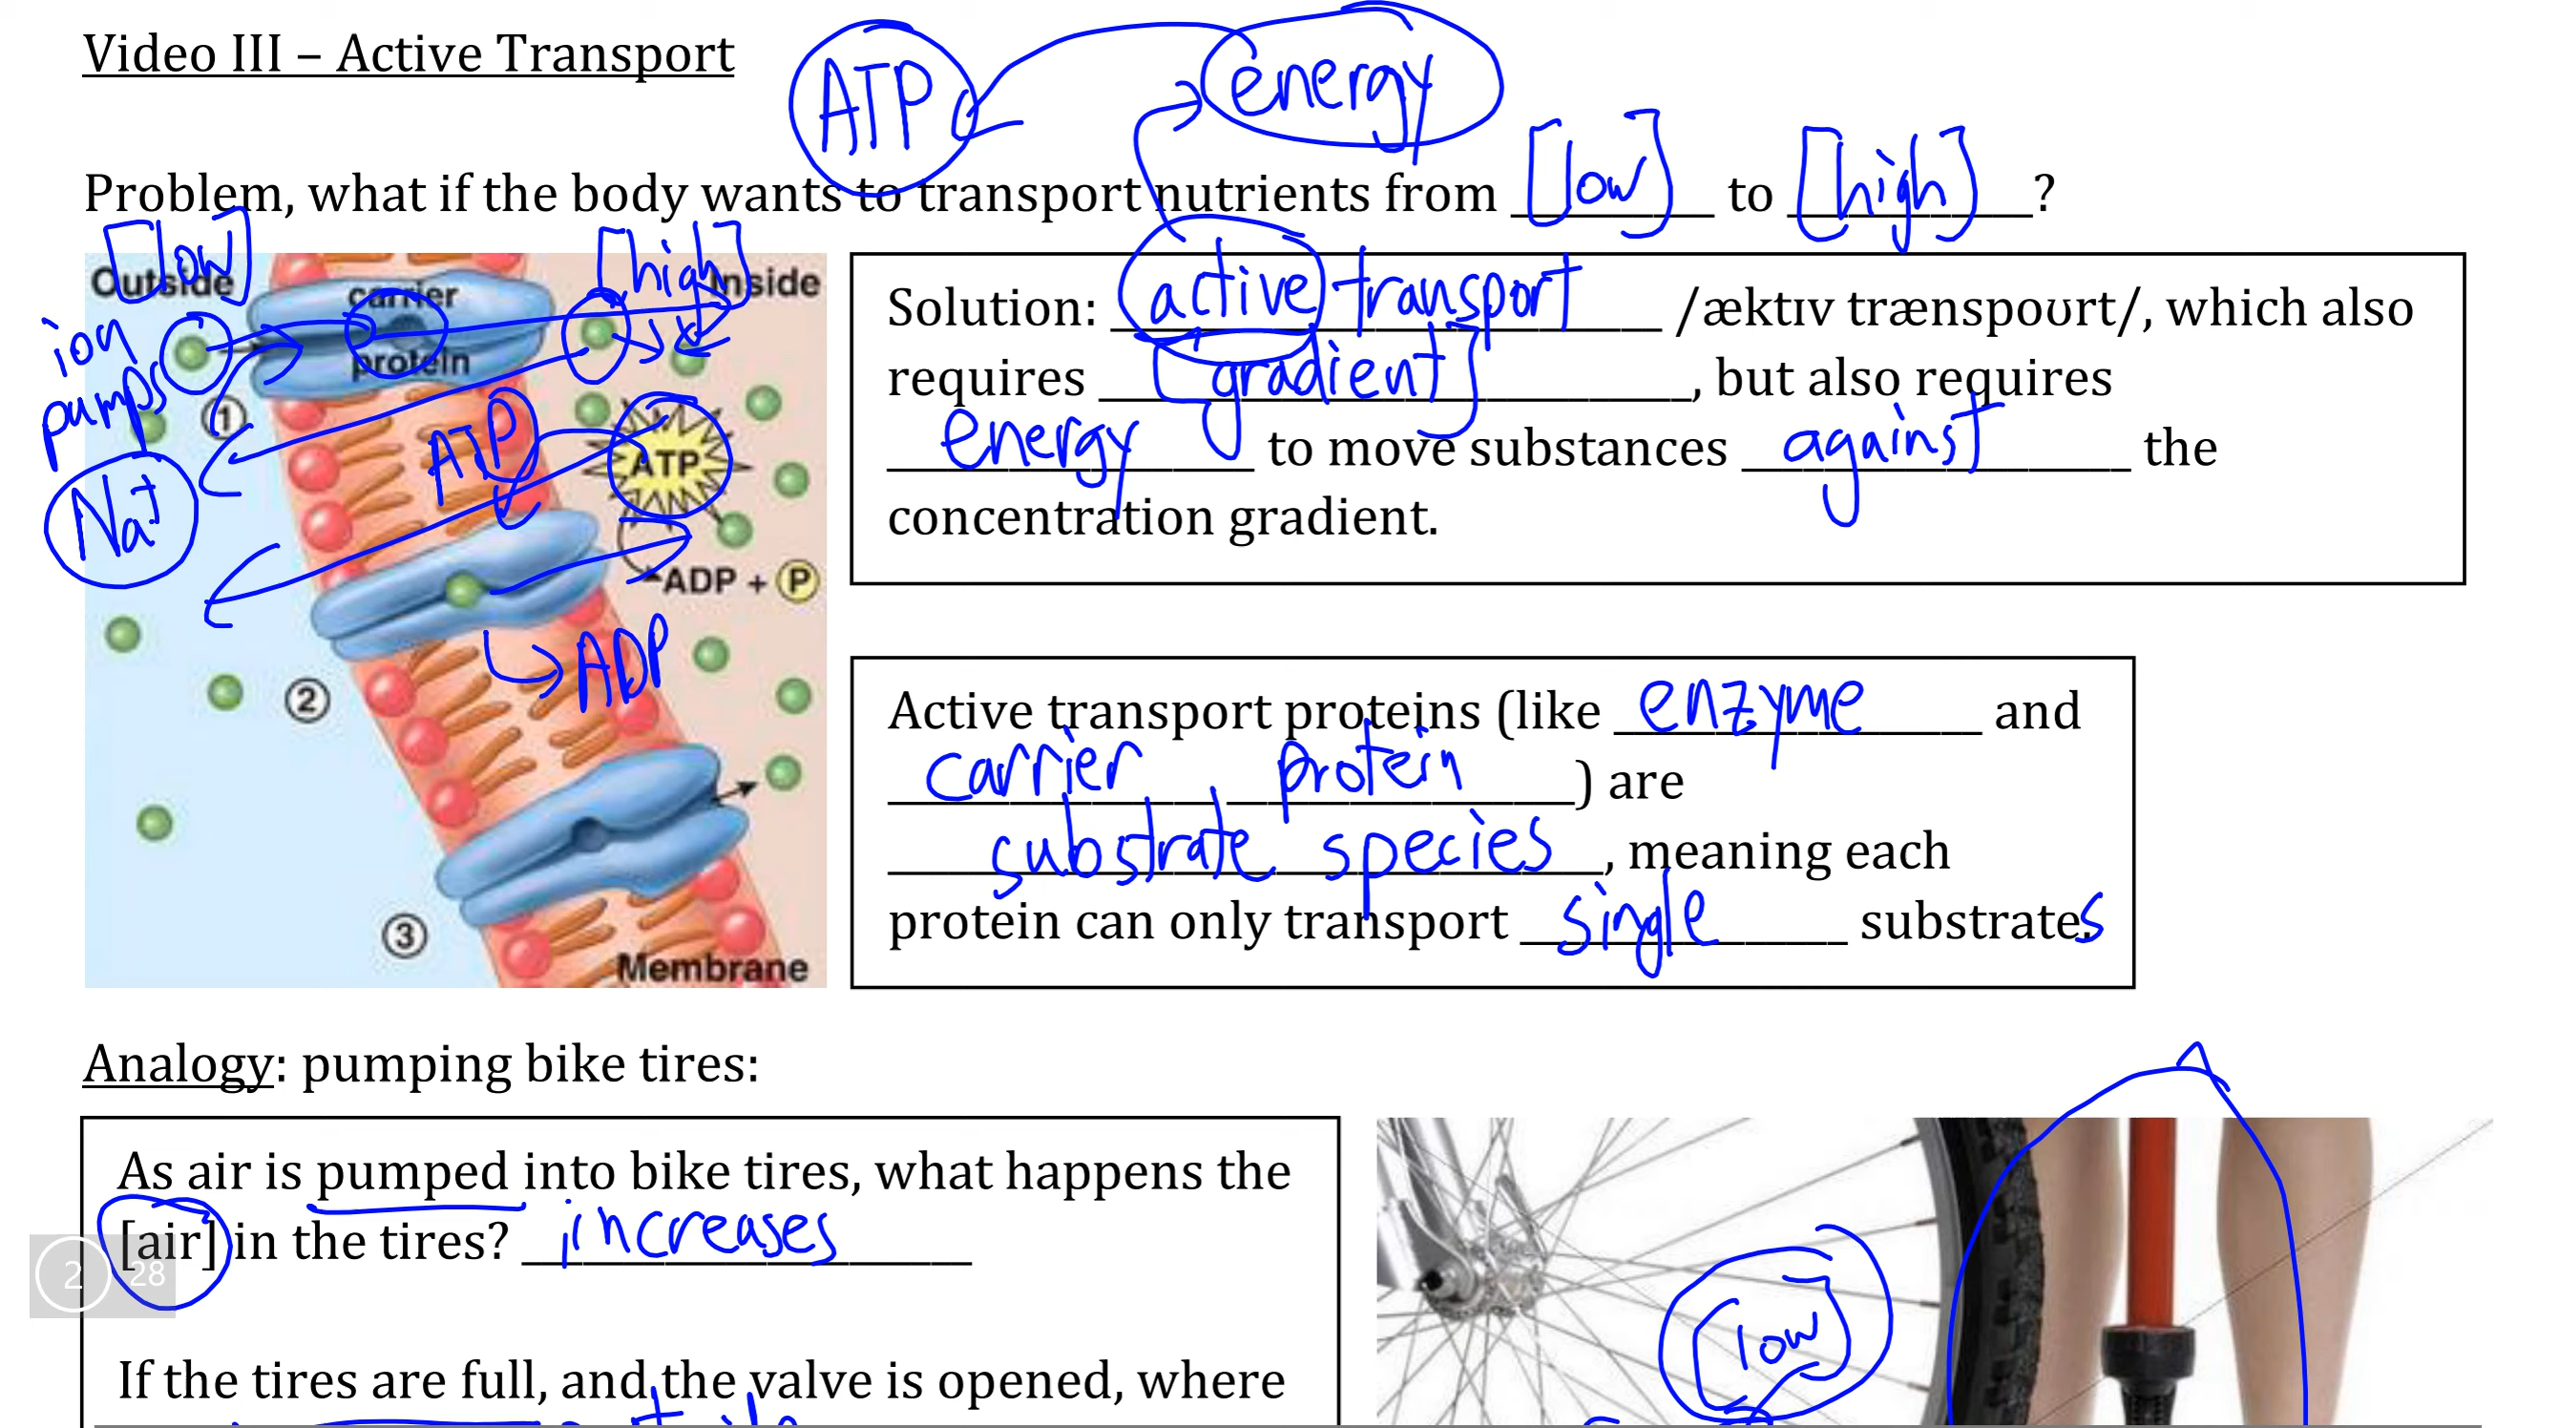 Video III – Active Transport
ATP energy
Problem, what if the body wants to transport nutrients from [low] to [high]?
[low] [high]
Outside carrier protein Inside
ion pumps
Na+
1
ATP
ATP
ADP + P
ADP
2
3
Membrane
Solution: active transport /æktɪv trænspoʊrt/, which also
requires [gradient], but also requires
energy to move substances against the
concentration gradient.
Active transport proteins (like enzyme and
carrier protein) are
substrate species, meaning each
protein can only transport single substrates
Analogy: pumping bike tires:
As air is pumped into bike tires, what happens the
[air] in the tires? increases
2 28
If the tires are full, and the valve is opened, where
low